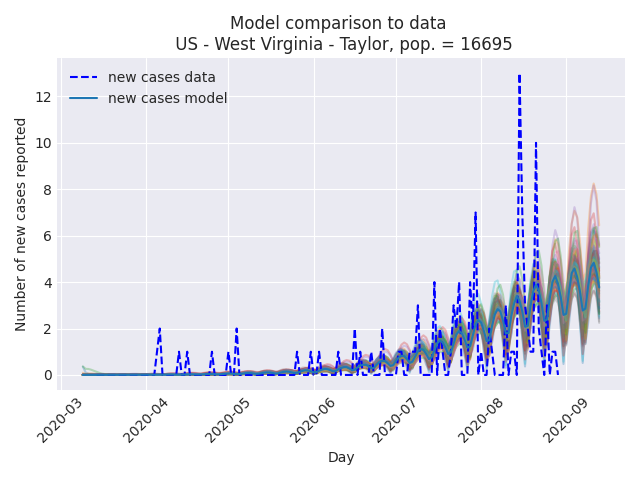 Model comparison to data
US - West Virginia - Taylor, pop. = 16695
new cases data
new cases model
Number of new cases reported
12
10
8
6
4
2
0
2020-03
2020-04
2020-05
2020-06
2020-07
2020-08
2020-09
Day